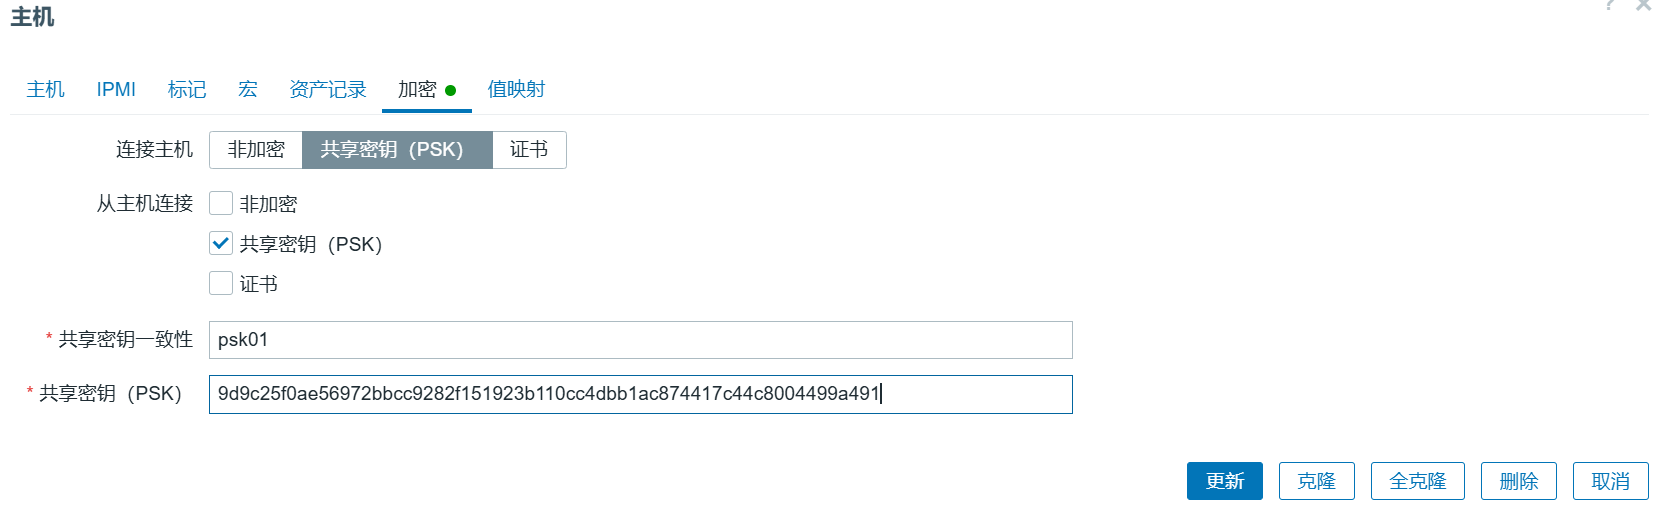 主机
? ×
主机 IPMI 标记 宏 资产记录 加密 值映射
连接主机 非加密 共享密钥（PSK） 证书
从主机连接 非加密
共享密钥（PSK）
证书
* 共享密钥一致性 psk01
* 共享密钥（PSK） 9d9c25f0ae56972bbcc9282f151923b110cc4dbb1ac874417c44c8004499a491
更新 克隆 全克隆 删除 取消